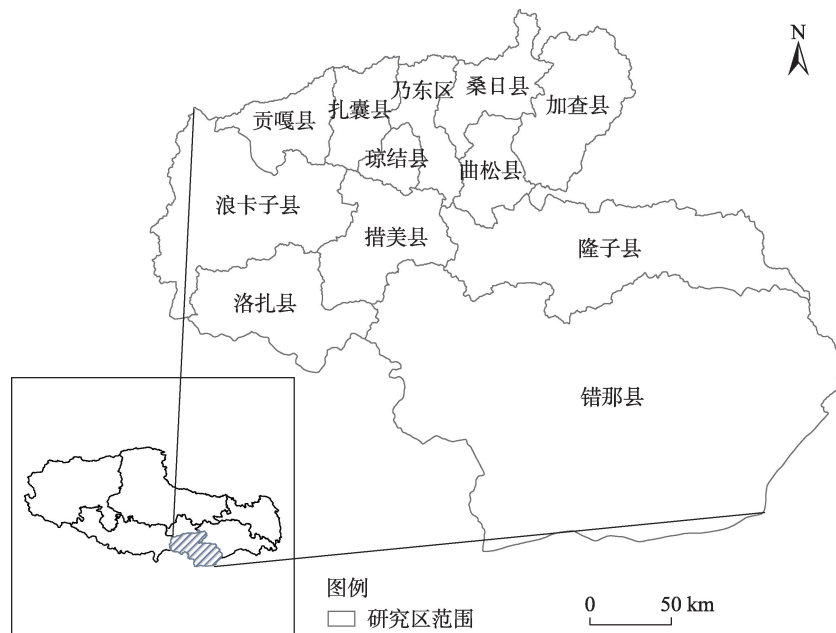 N
乃东区
桑日县
加查县
贡嘎县
扎囊县
琼结县
曲松县
浪卡子县
措美县
隆子县
洛扎县
错那县
图例
研究区范围
0 50 km